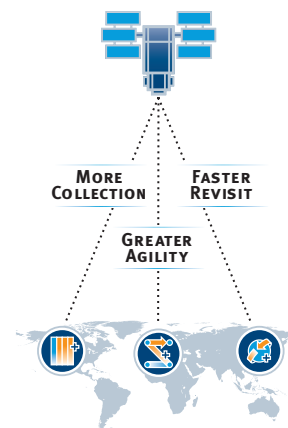 MORE
COLLECTION
FASTER
REVISIT
GREATER
AGILITY